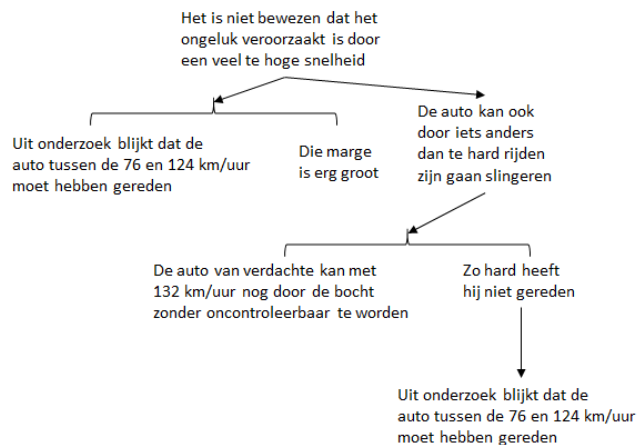 Het is niet bewezen dat het
ongeluk veroorzaakt is door
een veel te hoge snelheid
Uit onderzoek blijkt dat de
auto tussen de 76 en 124 km/uur
moet hebben gereden
Die marge
is erg groot
De auto kan ook
door iets anders
dan te hard rijden
zijn gaan slingeren
De auto van verdachte kan met
132 km/uur nog door de bocht
zonder oncontroleerbaar te worden
Zo hard heeft
hij niet gereden
Uit onderzoek blijkt dat de
auto tussen de 76 en 124 km/uur
moet hebben gereden